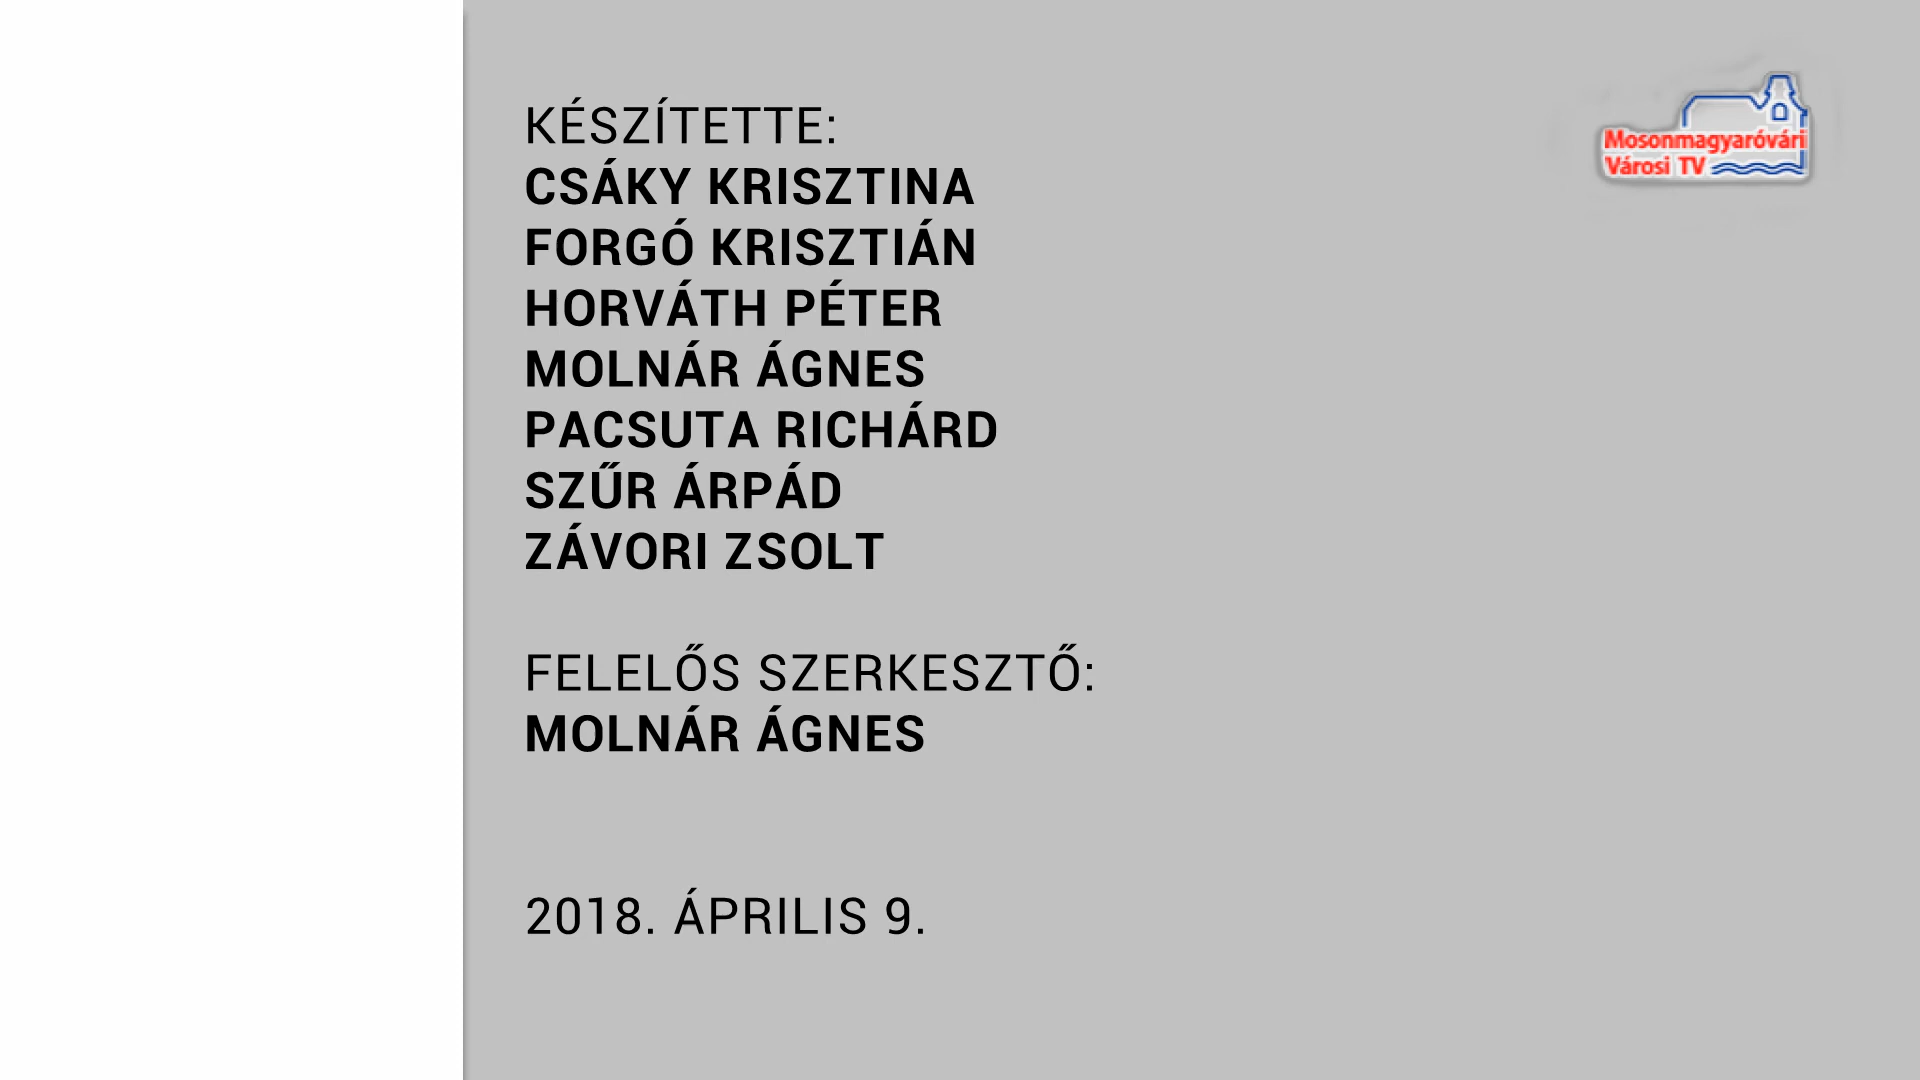 KÉSZÍTETTE:
CSÁKY KRISZTINA
FORGÓ KRISZTIÁN
HORVÁTH PÉTER
MOLNÁR ÁGNES
PACSUTA RICHÁRD
SZŰR ÁRPÁD
ZÁVORI ZSOLT
FELELŐS SZERKESZTŐ:
MOLNÁR ÁGNES
2018. ÁPRILIS 9.
Mosonmagyaróvári
Városi TV